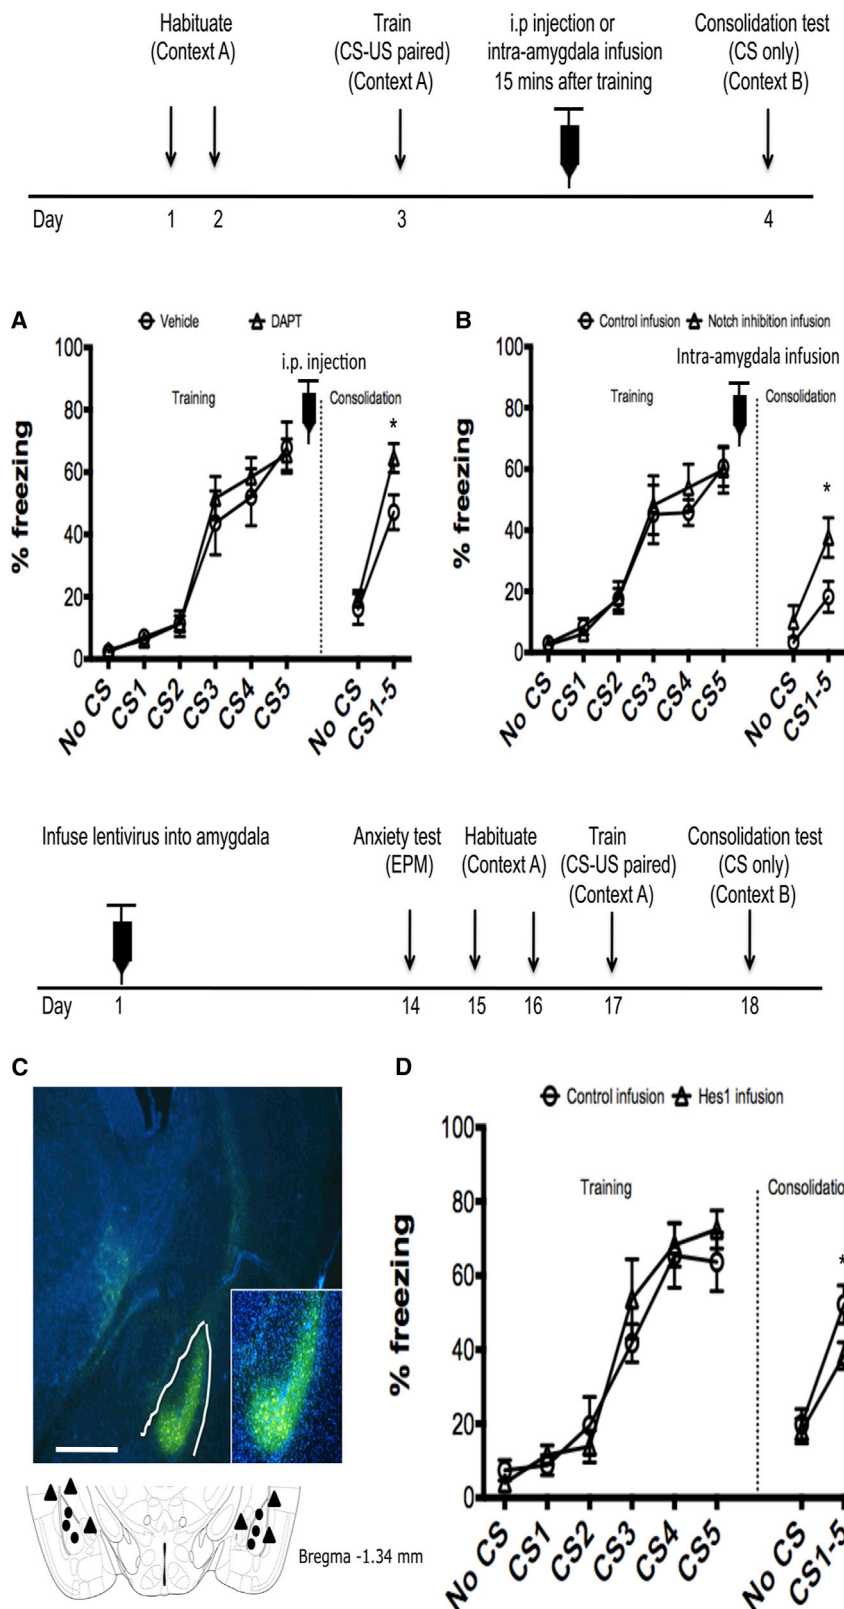 Habituate
(Context A)
Train
(CS-US paired)
(Context A)
i.p injection or
intra-amygdala infusion
15 mins after training
Consolidation test
(CS only)
(Context B)
Day 1 2 3 4
A
Vehicle DAPT
100
80
60
40
20
0
% freezing
i.p. injection
Training
Consolidation
*
No CS CS1 CS2 CS3 CS4 CS5 No CS CS1-5
B
Control infusion Notch inhibition infusion
100
80
60
40
20
0
% freezing
Intra-amygdala infusion
Training
Consolidation
*
No CS CS1 CS2 CS3 CS4 CS5 No CS CS1-5
Infuse lentivirus into amygdala
Anxiety test
(EPM)
Habituate
(Context A)
Train
(CS-US paired)
(Context A)
Consolidation test
(CS only)
(Context B)
Day 1 14 15 16 17 18
C
Bregma -1.34 mm
D
Control infusion Hes1 infusion
100
80
60
40
20
0
% freezing
Training
Consolidatio
*
No CS CS1 CS2 CS3 CS4 CS5 No CS CS1-5